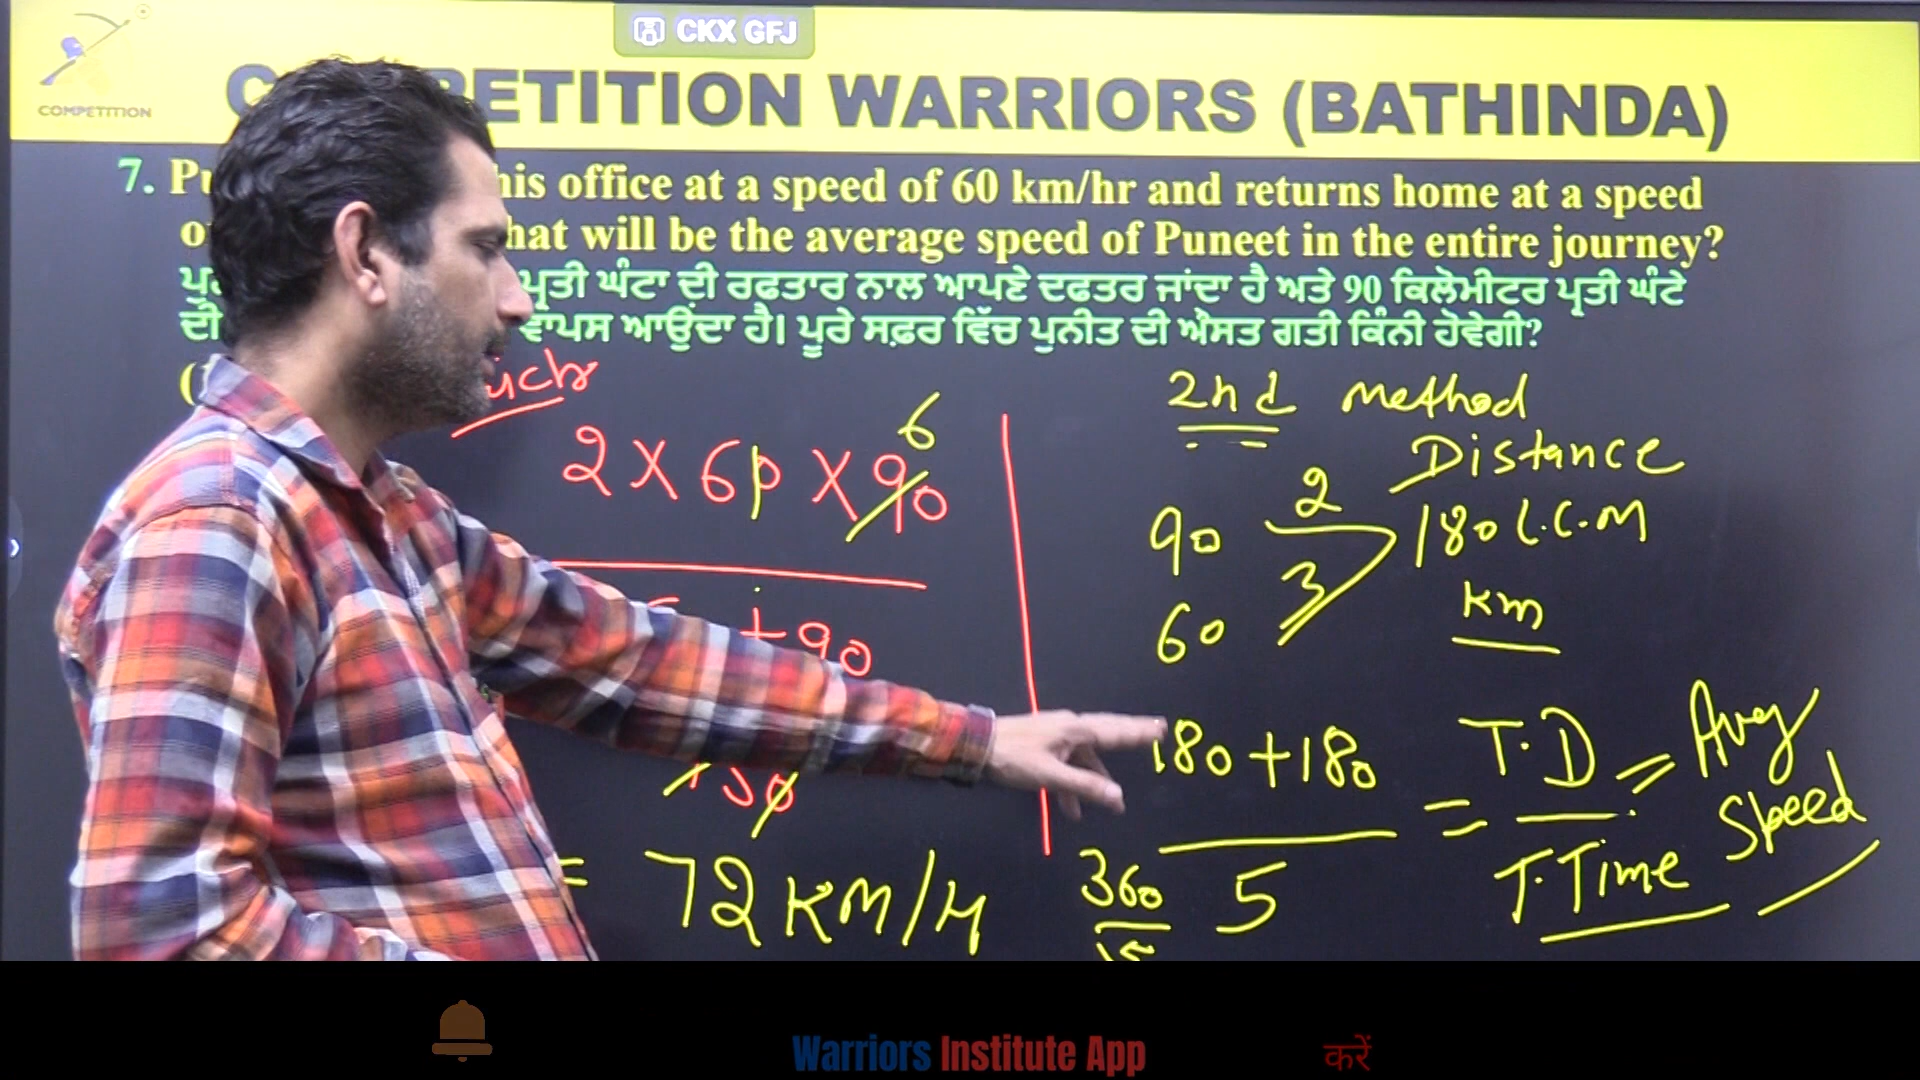 CKX GFJ
COMPETITION
ETITION WARRIORS (BATHINDA)
7. his office at a speed of 60 km/hr and returns home at a speed
will be the average speed of Puneet in the entire journey?
ਪ੍ਰਤੀ ਘੰਟਾ ਦੀ ਰਫਤਾਰ ਨਾਲ ਆਪਣੇ ਦਫਤਰ ਜਾਂਦਾ ਹੈ ਅਤੇ 90 ਕਿਲੋਮੀਟਰ ਪ੍ਰਤੀ ਘੰਟੇ
ਦੀ ਵਾਪਸ ਆਉਂਦਾ ਹੈ। ਪੂਰੇ ਸਫ਼ਰ ਵਿੱਚ ਪੁਨੀਤ ਦੀ ਔਸਤ ਗਤੀ ਕਿੰਨੀ ਹੋਵੇਗੀ?
6
2 X 60 X 90
+90
150
= 72 KM/H
2nd method
Distance
90 2 180 L.C.M
60 3 km
180+180 = T.D = Avg Speed
5 T.Time
360
5
Warriors Institute App करें